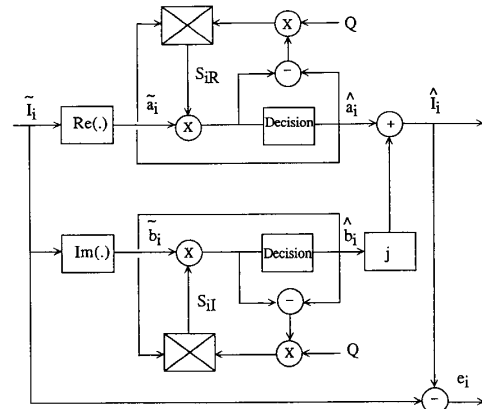 X
Q
−
S_iR
Ĩ_i
Re(.)
ã_i
X
Decision
â_i
+
Î_i
Im(.)
b̃_i
X
Decision
b̂_i
j
S_iI
−
X
Q
e_i
−